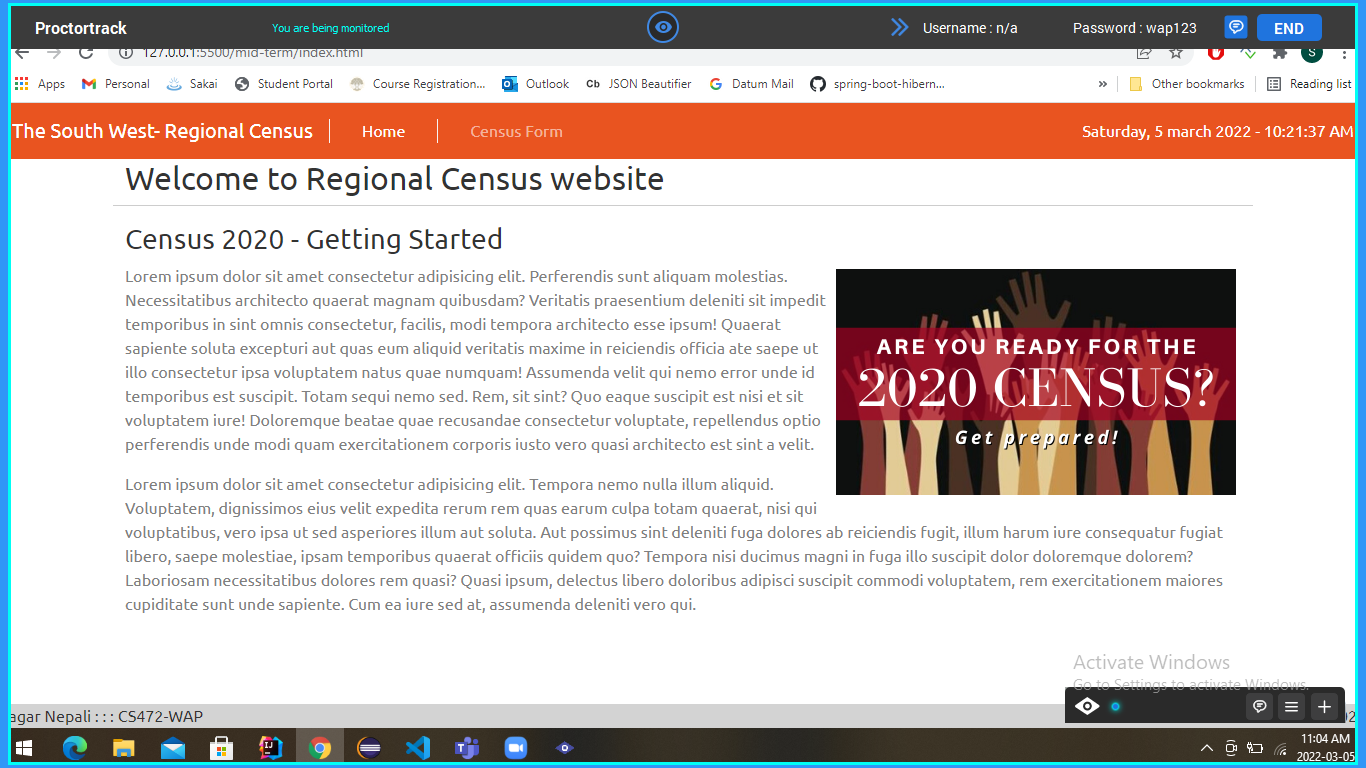 Proctortrack
You are being monitored
Username : n/a
Password : wap123
END
127.0.0.1:5500/mid-term/index.html
S
Apps
Personal
Sakai
Student Portal
Course Registration...
Outlook
Cb JSON Beautifier
Datum Mail
spring-boot-hibern...
»
Other bookmarks
Reading list
The South West- Regional Census
Home
Census Form
Saturday, 5 march 2022 - 10:21:37 AM
Welcome to Regional Census website
Census 2020 - Getting Started
Lorem ipsum dolor sit amet consectetur adipisicing elit. Perferendis sunt aliquam molestias.
Necessitatibus architecto quaerat magnam quibusdam? Veritatis praesentium deleniti sit impedit
temporibus in sint omnis consectetur, facilis, modi tempora architecto esse ipsum! Quaerat
sapiente soluta excepturi aut quas eum aliquid veritatis maxime in reiciendis officia ate saepe ut
illo consectetur ipsa voluptatem natus quae numquam! Assumenda velit qui nemo error unde id
temporibus est suscipit. Totam sequi nemo sed. Rem, sit sint? Quo eaque suscipit est nisi et sit
voluptatem iure! Doloremque beatae quae recusandae consectetur voluptate, repellendus optio
perferendis unde modi quam exercitationem corporis iusto vero quasi architecto est sint a velit.
ARE YOU READY FOR THE
2020 CENSUS?
Get prepared!
Lorem ipsum dolor sit amet consectetur adipisicing elit. Tempora nemo nulla illum aliquid.
Voluptatem, dignissimos eius velit expedita rerum rem quas earum culpa totam quaerat, nisi qui
voluptatibus, vero ipsa ut sed asperiores illum aut soluta. Aut possimus sint deleniti fuga dolores ab reiciendis fugit, illum harum iure consequatur fugiat
libero, saepe molestiae, ipsam temporibus quaerat officiis quidem quo? Tempora nisi ducimus magni in fuga illo suscipit dolor doloremque dolorem?
Laboriosam necessitatibus dolores rem quasi? Quasi ipsum, delectus libero doloribus adipisci suscipit commodi voluptatem, rem exercitationem maiores
cupiditate sunt unde sapiente. Cum ea iure sed at, assumenda deleniti vero qui.
Activate Windows
Go to Settings to activate Windows.
agar Nepali : : : CS472-WAP
11:04 AM
2022-03-05